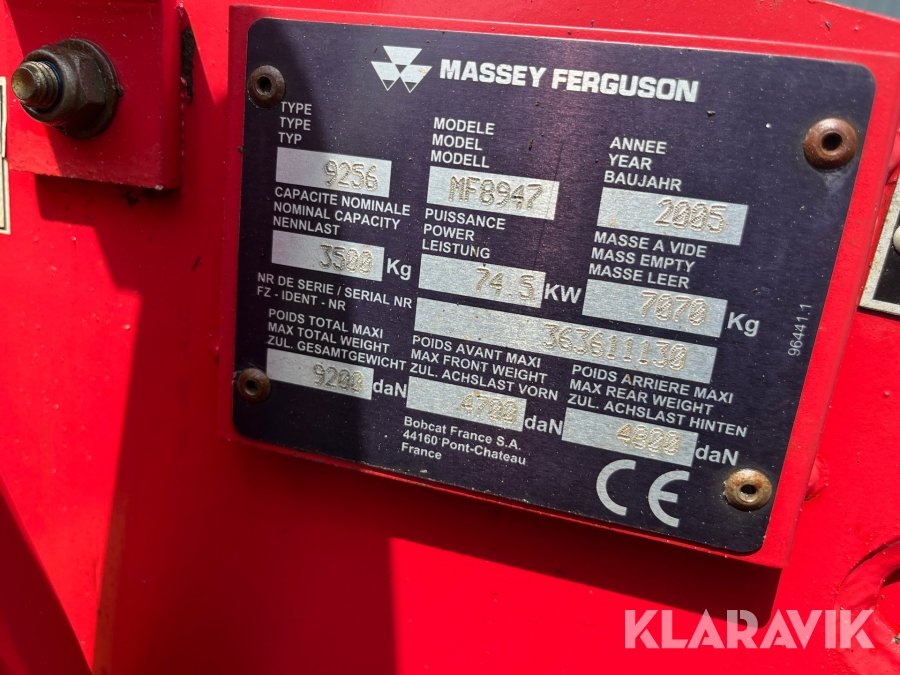 MASSEY FERGUSON
TYPE
TYPE
TYP
9256
MODELE
MODEL
MODELL
MF8947
ANNEE
YEAR
BAUJAHR
2005
CAPACITE NOMINALE
NOMINAL CAPACITY
NENNLAST
3500 Kg
PUISSANCE
POWER
LEISTUNG
74.5 KW
MASSE A VIDE
MASS EMPTY
MASSE LEER
7070 Kg
NR DE SERIE / SERIAL NR
FZ - IDENT - NR
363611130
POIDS TOTAL MAXI
MAX TOTAL WEIGHT
ZUL. GESAMTGEWICHT
9200 daN
POIDS AVANT MAXI
MAX FRONT WEIGHT
ZUL. ACHSLAST VORN
4700 daN
POIDS ARRIERE MAXI
MAX REAR WEIGHT
ZUL. ACHSLAST HINTEN
4800 daN
Bobcat France S.A.
44160 Pont-Chateau
France
CE
96441.1
KLARAVIK